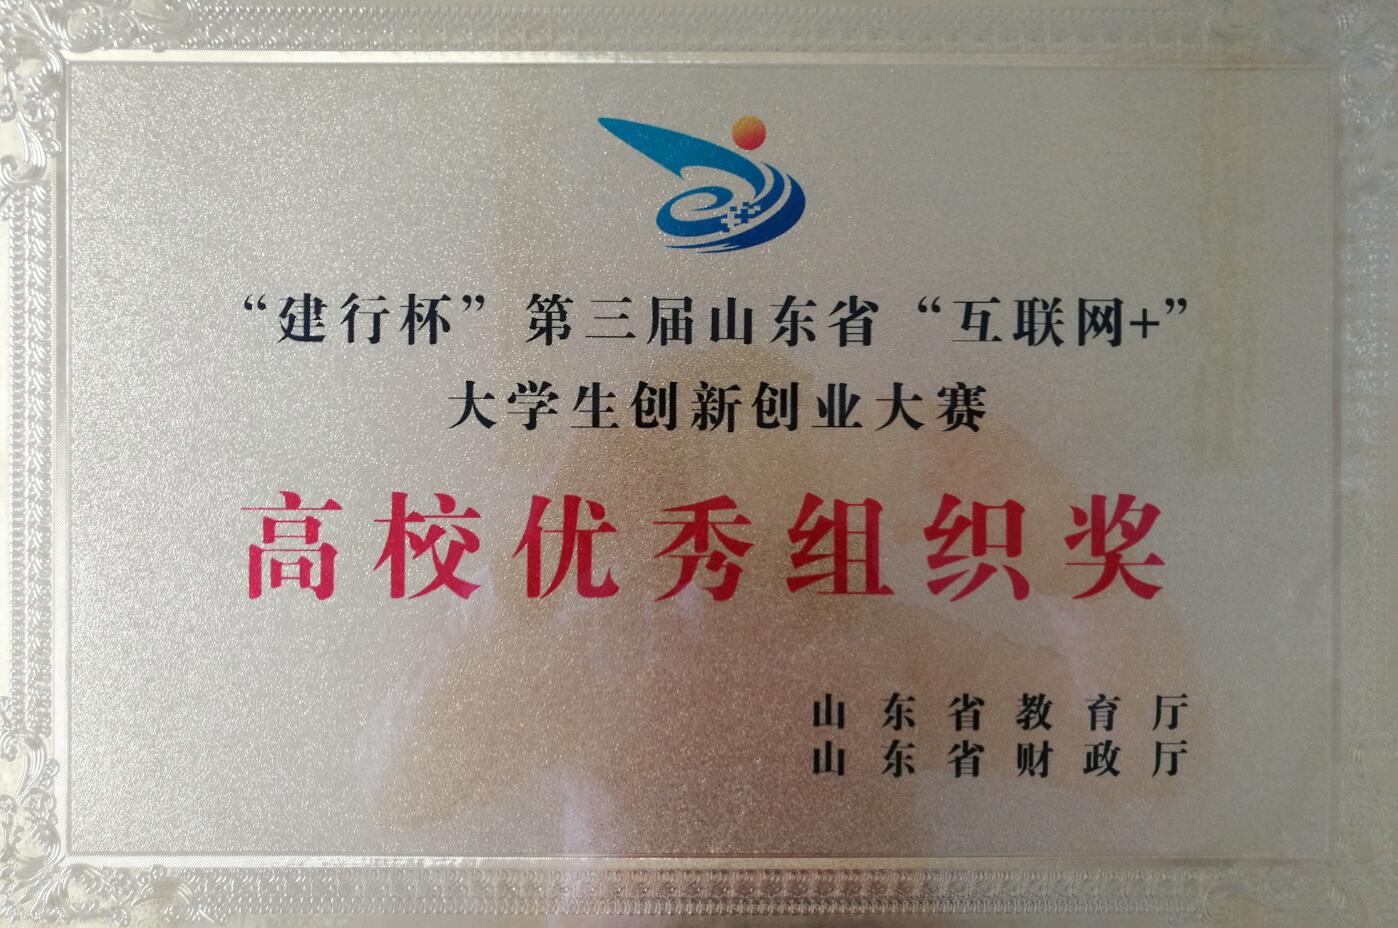 “建行杯”第三届山东省“互联网+”
大学生创新创业大赛
高校优秀组织奖
山东省教育厅
山东省财政厅